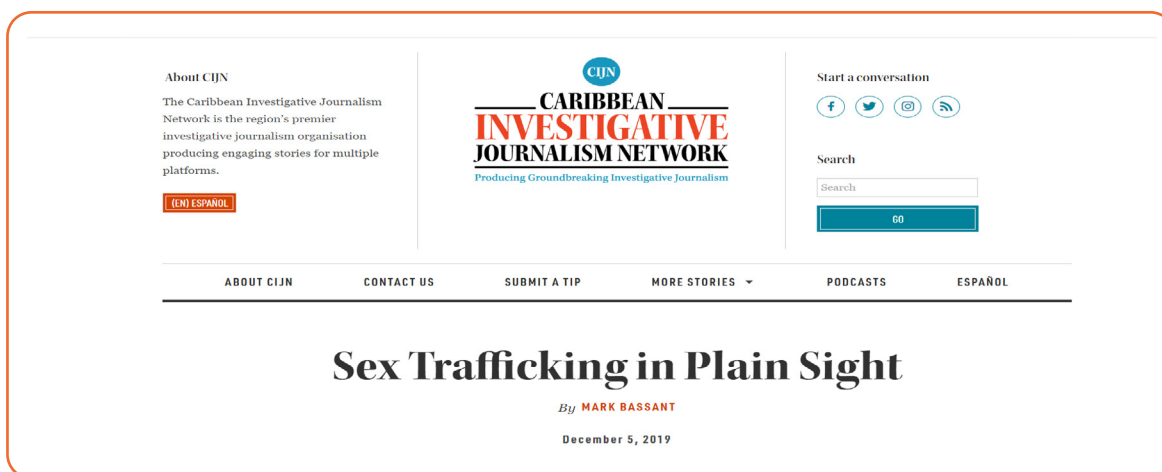 About CIJN
The Caribbean Investigative Journalism
Network is the region's premier
investigative journalism organisation
producing engaging stories for multiple
platforms.
(EN) ESPAÑOL
CIJN
CARIBBEAN
INVESTIGATIVE
JOURNALISM NETWORK
Producing Groundbreaking Investigative Journalism
Start a conversation
Search
Search
GO
ABOUT CIJN CONTACT US SUBMIT A TIP MORE STORIES PODCASTS ESPAÑOL
Sex Trafficking in Plain Sight
By MARK BASSANT
December 5, 2019